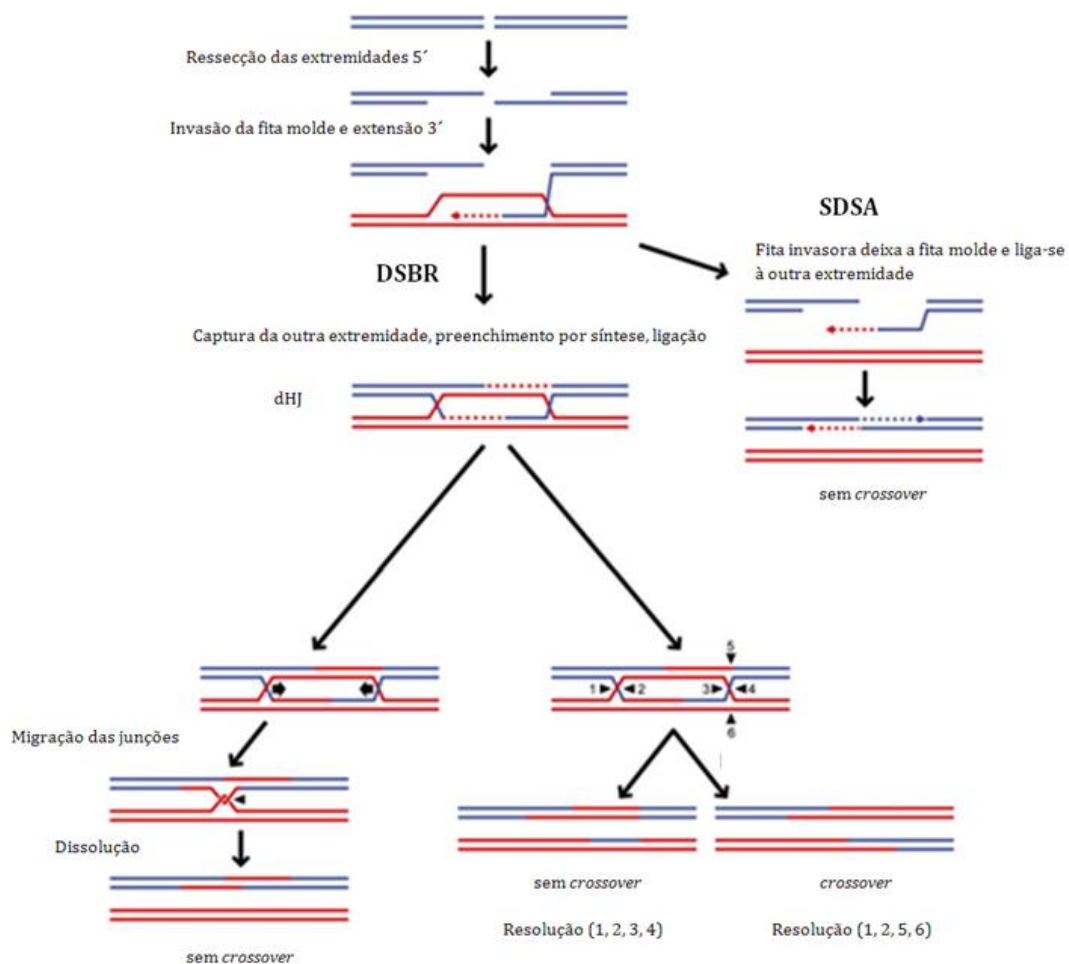 Ressecção das extremidades 5´
Invasão da fita molde e extensão 3´
SDSA
Fita invasora deixa a fita molde e liga-se
à outra extremidade
DSBR
Captura da outra extremidade, preenchimento por síntese, ligação
dHJ
sem crossover
5
1 2 3 4
6
Migração das junções
Dissolução
sem crossover
sem crossover
Resolução (1, 2, 3, 4)
crossover
Resolução (1, 2, 5, 6)